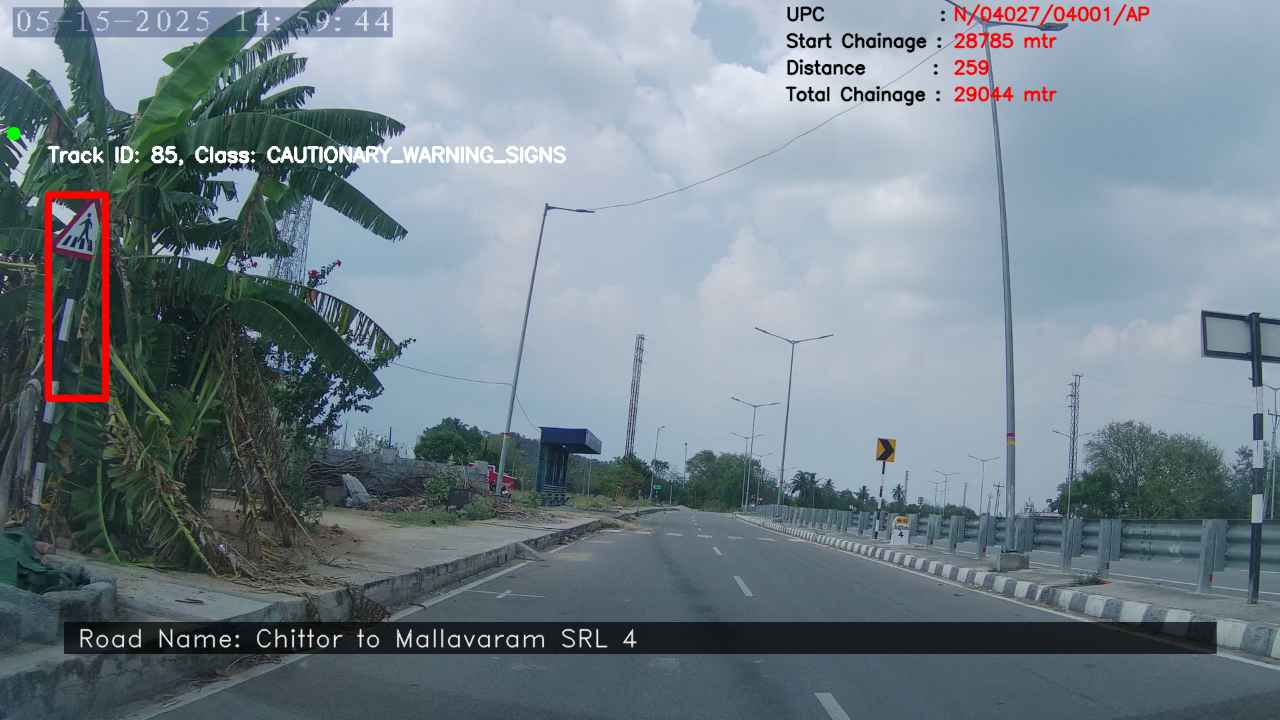 05-15-2025 14:59:44
UPC : N/04027/04001/AP
Start Chainage : 28785 mtr
Distance : 259
Total Chainage : 29044 mtr
Track ID: 85, Class: CAUTIONARY_WARNING_SIGNS
4
Road Name: Chittor to Mallavaram SRL 4